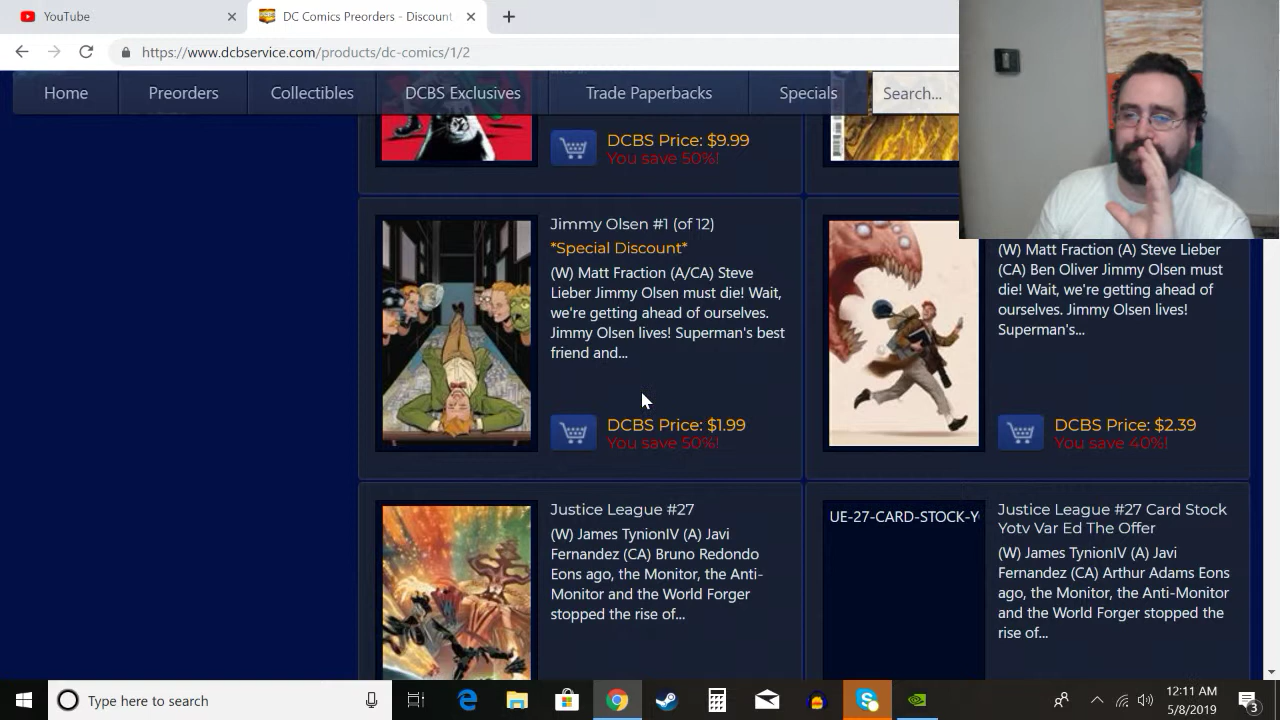 YouTube
DC Comics Preorders - Discount
https://www.dcbservice.com/products/dc-comics/1/2
Home
Preorders
Collectibles
DCBS Exclusives
Trade Paperbacks
Specials
Search...
DCBS Price: $9.99
You save 50%!
Jimmy Olsen #1 (of 12)
*Special Discount*
(W) Matt Fraction (A/CA) Steve
Lieber Jimmy Olsen must die! Wait,
we're getting ahead of ourselves.
Jimmy Olsen lives! Superman's best
friend and...
DCBS Price: $1.99
You save 50%!
(W) Matt Fraction (A) Steve Lieber
(CA) Ben Oliver Jimmy Olsen must
die! Wait, we're getting ahead of
ourselves. Jimmy Olsen lives!
Superman's...
DCBS Price: $2.39
You save 40%!
Justice League #27
(W) James TynionIV (A) Javi
Fernandez (CA) Bruno Redondo
Eons ago, the Monitor, the Anti-
Monitor and the World Forger
stopped the rise of...
UE-27-CARD-STOCK-Y
Justice League #27 Card Stock
Yotv Var Ed The Offer
(W) James TynionIV (A) Javi
Fernandez (CA) Arthur Adams Eons
ago, the Monitor, the Anti-Monitor
and the World Forger stopped the
rise of...
Type here to search
12:11 AM
5/8/2019
3